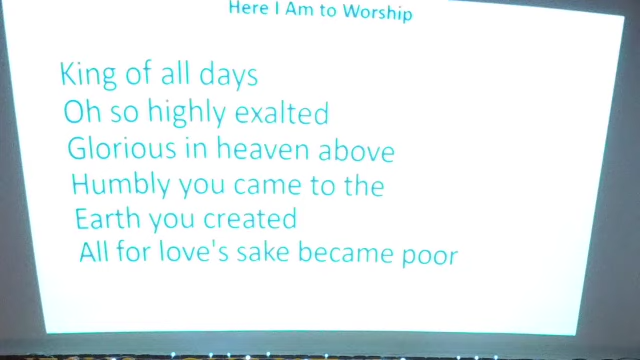 Here I Am to Worship
King of all days
Oh so highly exalted
Glorious in heaven above
Humbly you came to the
Earth you created
All for love's sake became poor